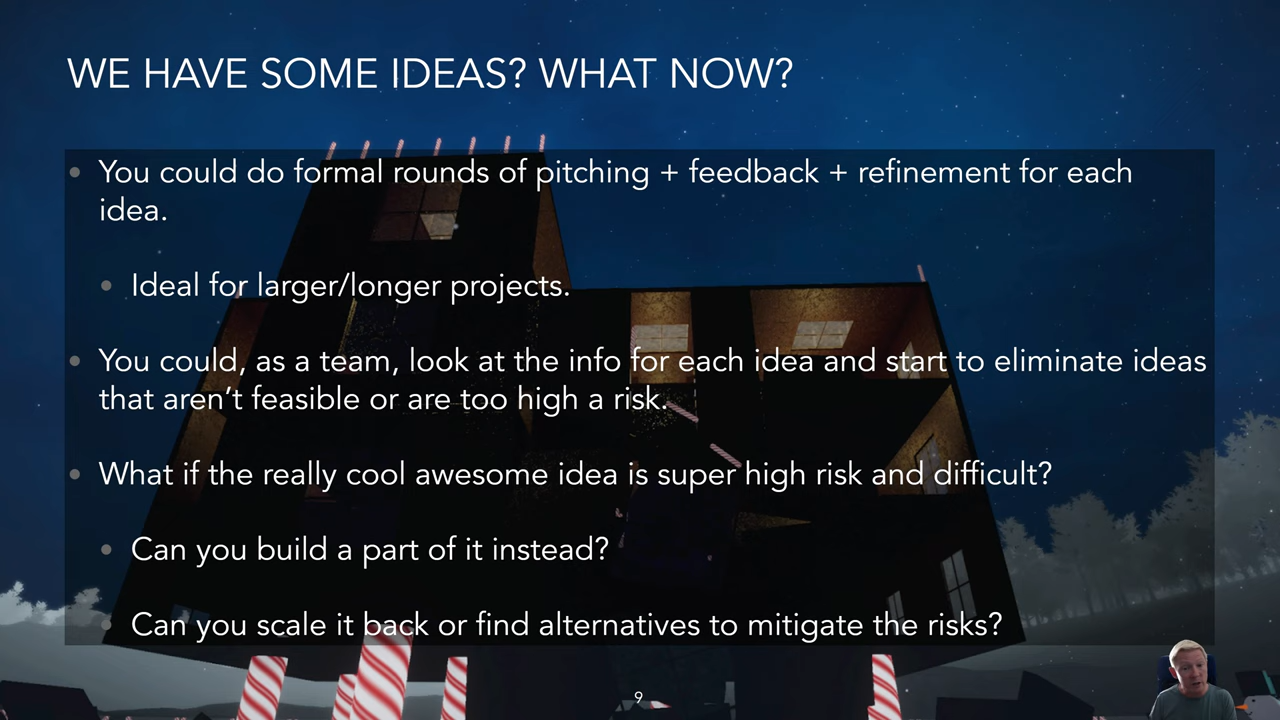 WE HAVE SOME IDEAS? WHAT NOW?
• You could do formal rounds of pitching + feedback + refinement for each
idea.
• Ideal for larger/longer projects.
• You could, as a team, look at the info for each idea and start to eliminate ideas
that aren’t feasible or are too high a risk.
• What if the really cool awesome idea is super high risk and difficult?
• Can you build a part of it instead?
• Can you scale it back or find alternatives to mitigate the risks?
9